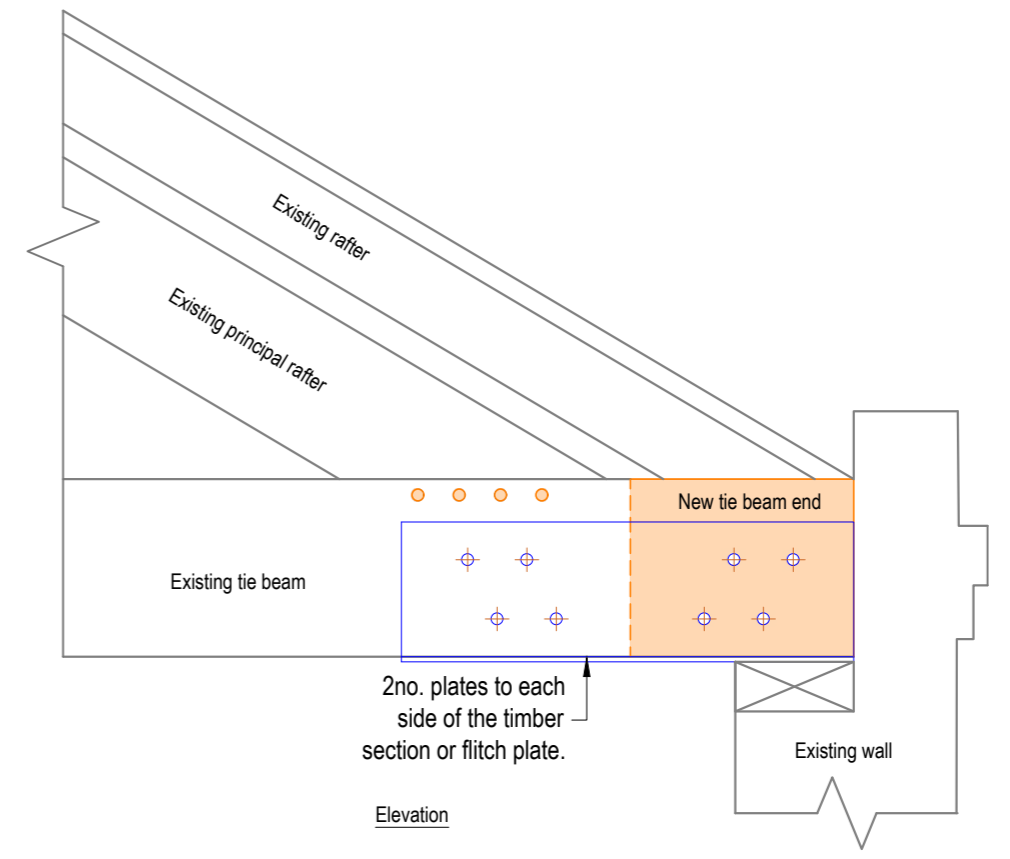 Existing rafter
Existing principal rafter
New tie beam end
Existing tie beam
2no. plates to each
side of the timber
section or flitch plate.
Existing wall
Elevation